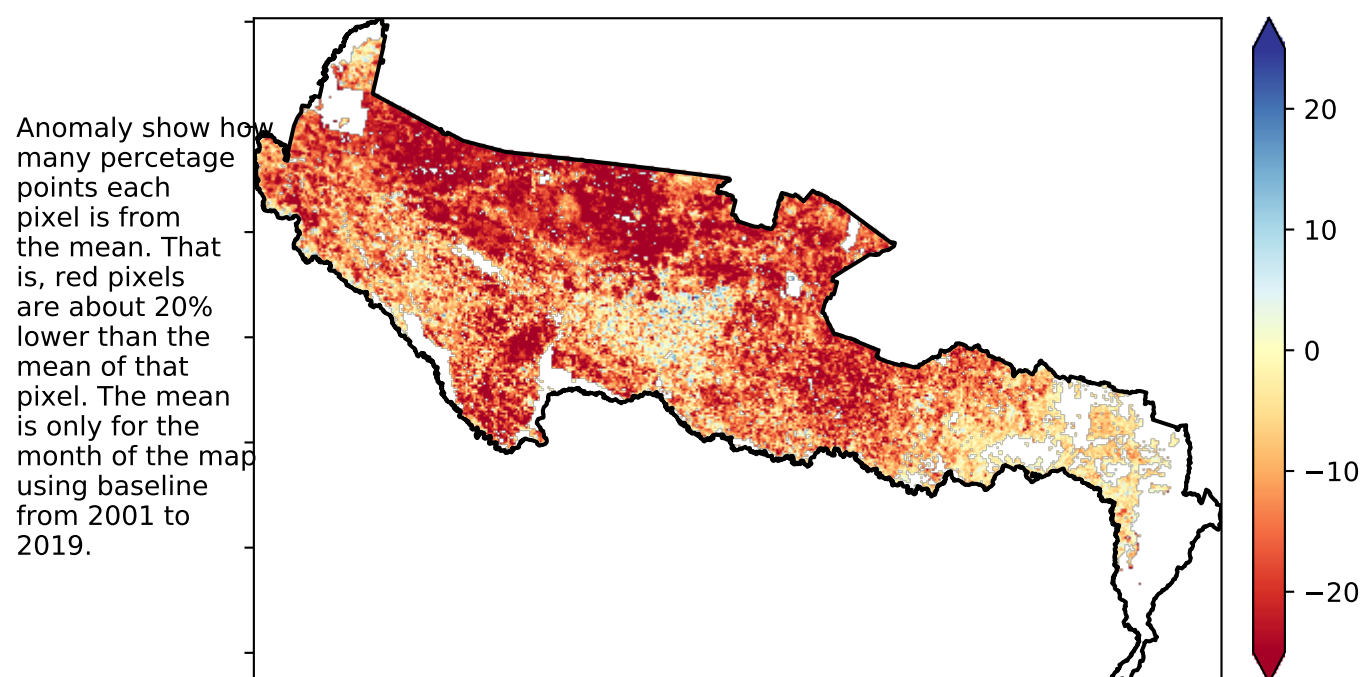 Anomaly show how
many percetage
points each
pixel is from
the mean. That
is, red pixels
are about 20%
lower than the
mean of that
pixel. The mean
is only for the
month of the map
using baseline
from 2001 to
2019.
20
10
0
−10
−20